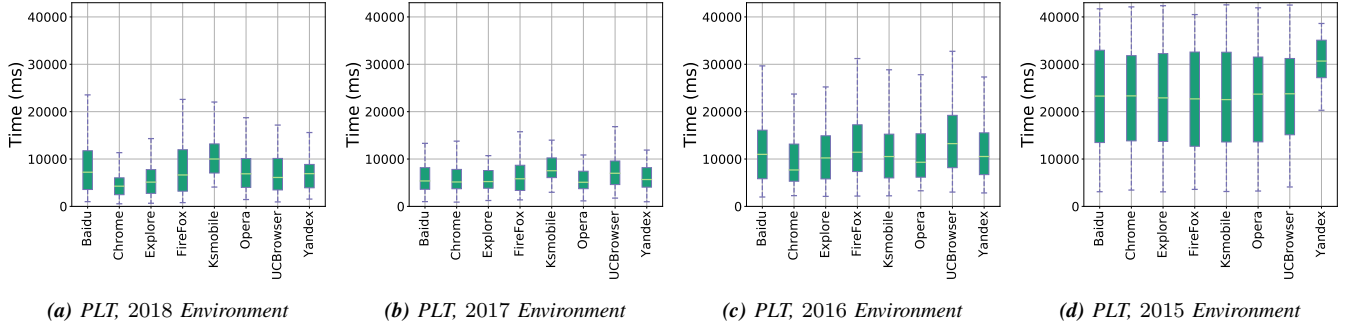 40000
30000
20000
10000
0
Time (ms)
Baidu
Chrome
Explore
FireFox
Ksmobile
Opera
UCBrowser
Yandex
(a) PLT, 2018 Environment
40000
30000
20000
10000
0
Time (ms)
Baidu
Chrome
Explore
FireFox
Ksmobile
Opera
UCBrowser
Yandex
(b) PLT, 2017 Environment
40000
30000
20000
10000
0
Time (ms)
Baidu
Chrome
Explore
FireFox
Ksmobile
Opera
UCBrowser
Yandex
(c) PLT, 2016 Environment
40000
30000
20000
10000
0
Time (ms)
Baidu
Chrome
Explore
FireFox
Ksmobile
Opera
UCBrowser
Yandex
(d) PLT, 2015 Environment